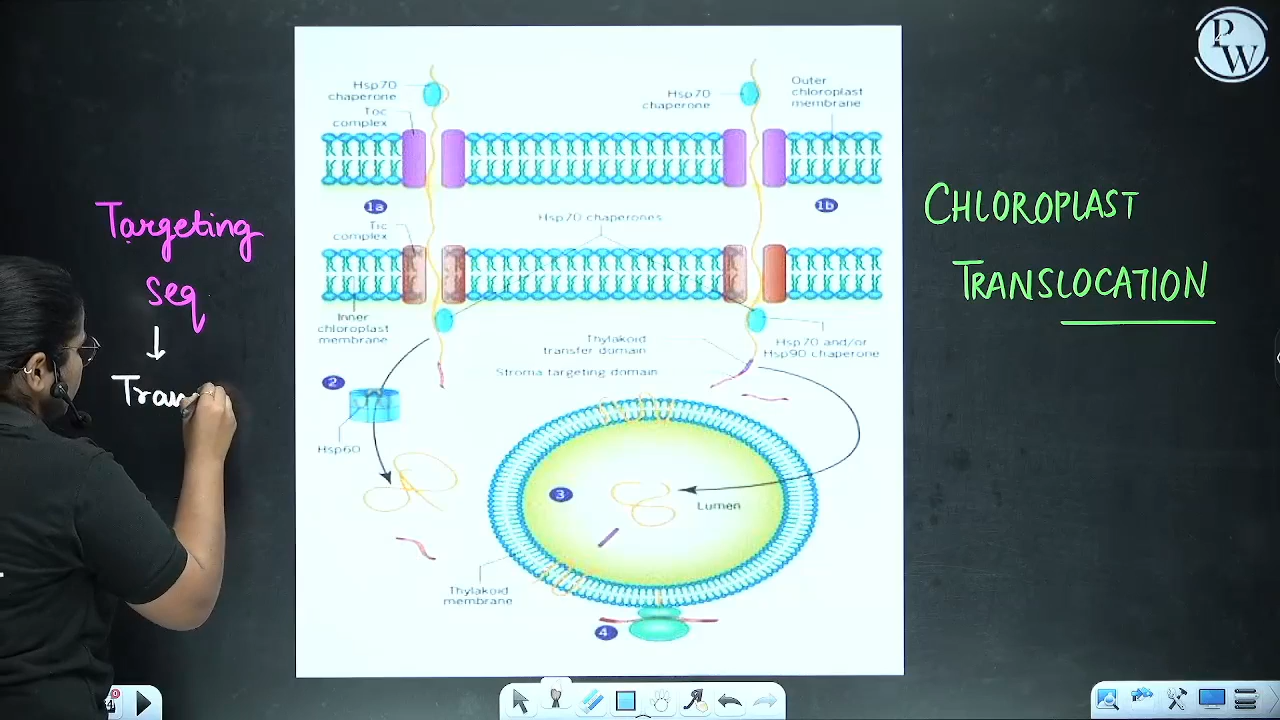 P
W
Hsp70
chaperone
Toc
complex
Hsp70
chaperone
Outer
chloroplast
membrane
1a
Hsp70 chaperones
1b
Tic
complex
Inner
chloroplast
membrane
Thylakoid
transfer domain
Hsp70 and/or
Hsp90 chaperone
Stroma targeting domain
2
Hsp60
3
Lumen
Thylakoid
membrane
4
Targeting
seq
↓
Tran
CHLOROPLAST
TRANSLOCATION